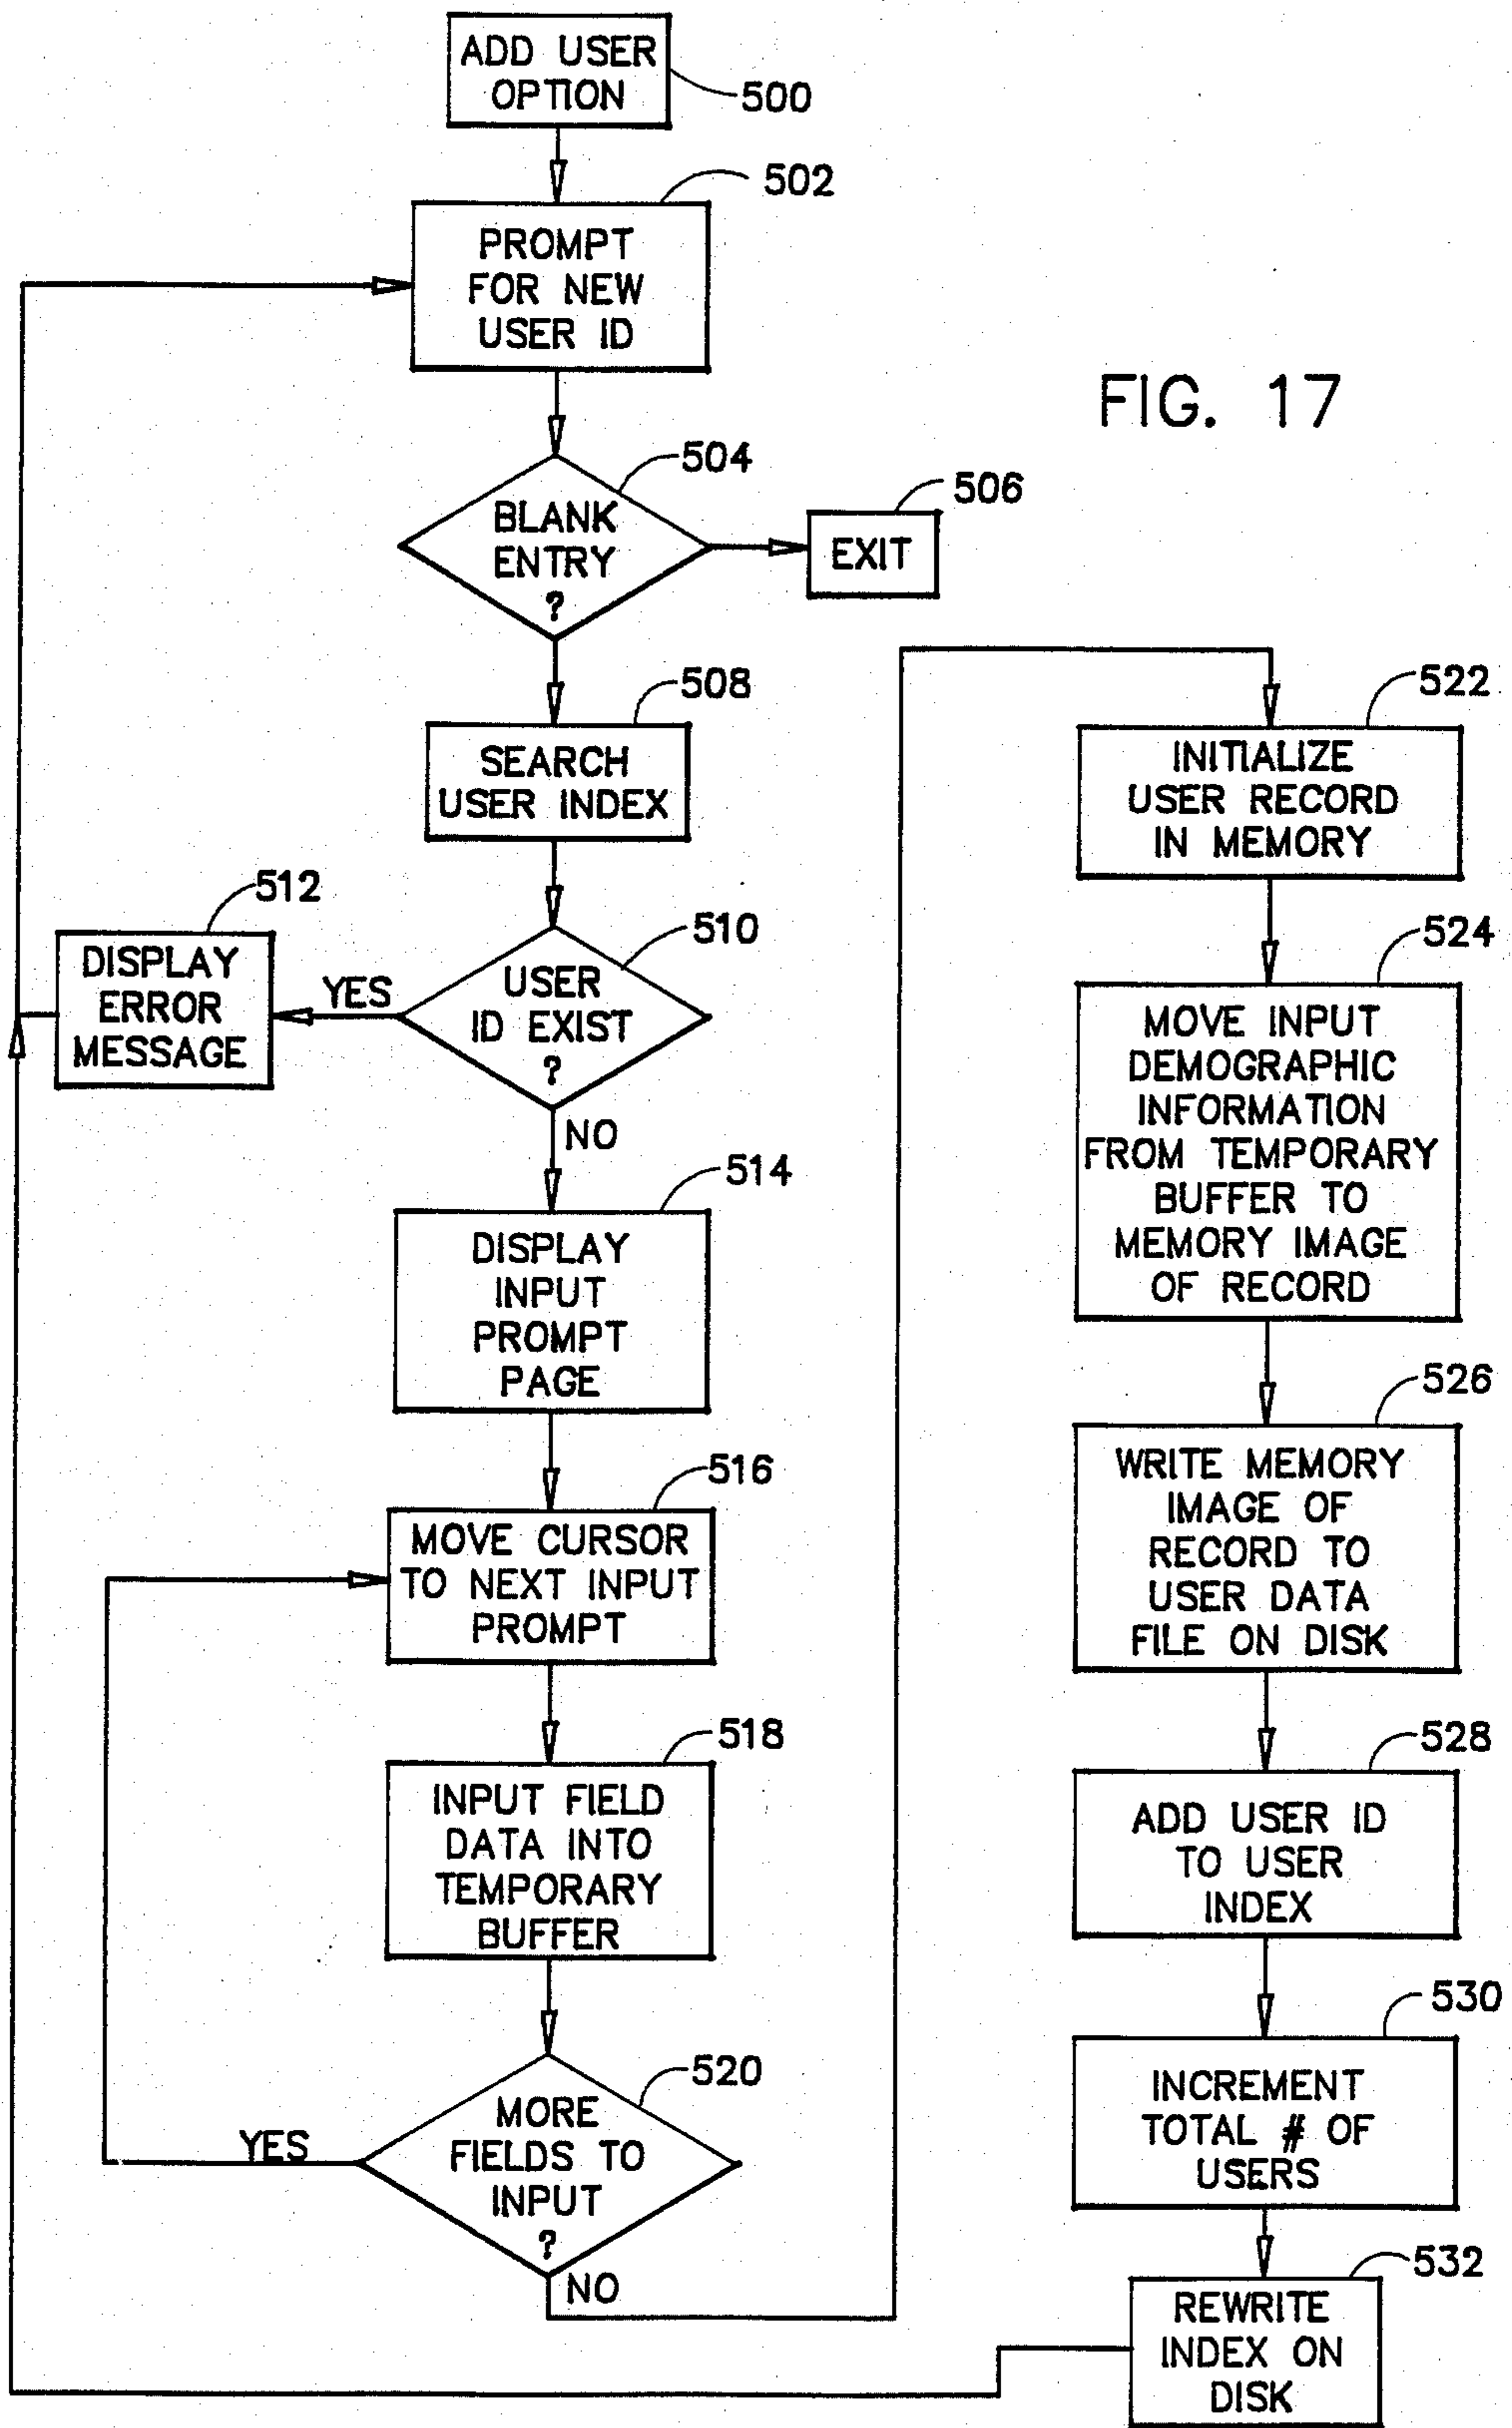 ADD USER
OPTION
500
502
PROMPT
FOR NEW
USER ID
FIG. 17
504
BLANK
ENTRY
?
506
EXIT
508
SEARCH
USER INDEX
510
USER
ID EXIST
?
YES
512
DISPLAY
ERROR
MESSAGE
NO
514
DISPLAY
INPUT
PROMPT
PAGE
516
MOVE CURSOR
TO NEXT INPUT
PROMPT
518
INPUT FIELD
DATA INTO
TEMPORARY
BUFFER
520
MORE
FIELDS TO
INPUT
?
YES
NO
522
INITIALIZE
USER RECORD
IN MEMORY
524
MOVE INPUT
DEMOGRAPHIC
INFORMATION
FROM TEMPORARY
BUFFER TO
MEMORY IMAGE
OF RECORD
526
WRITE MEMORY
IMAGE OF
RECORD TO
USER DATA
FILE ON DISK
528
ADD USER ID
TO USER
INDEX
530
INCREMENT
TOTAL # OF
USERS
532
REWRITE
INDEX ON
DISK